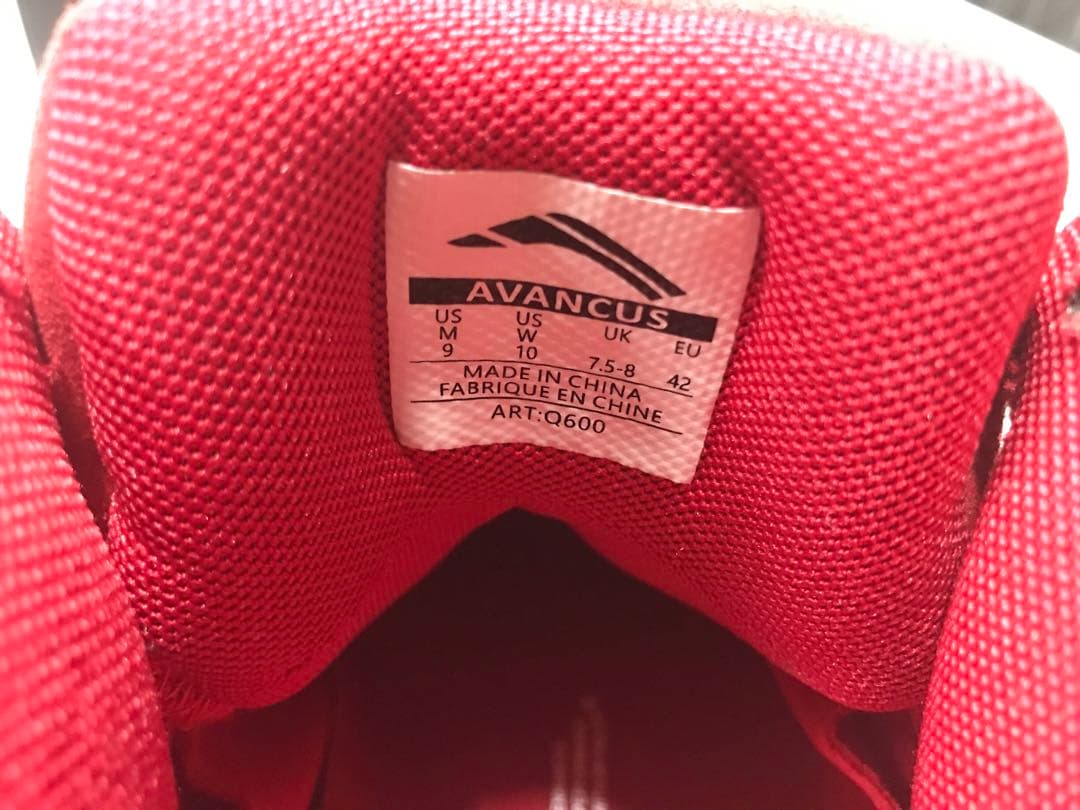 AVANCUS
US US UK EU
M W
9 10 7.5-8 42
MADE IN CHINA
FABRIQUE EN CHINE
ART:Q600